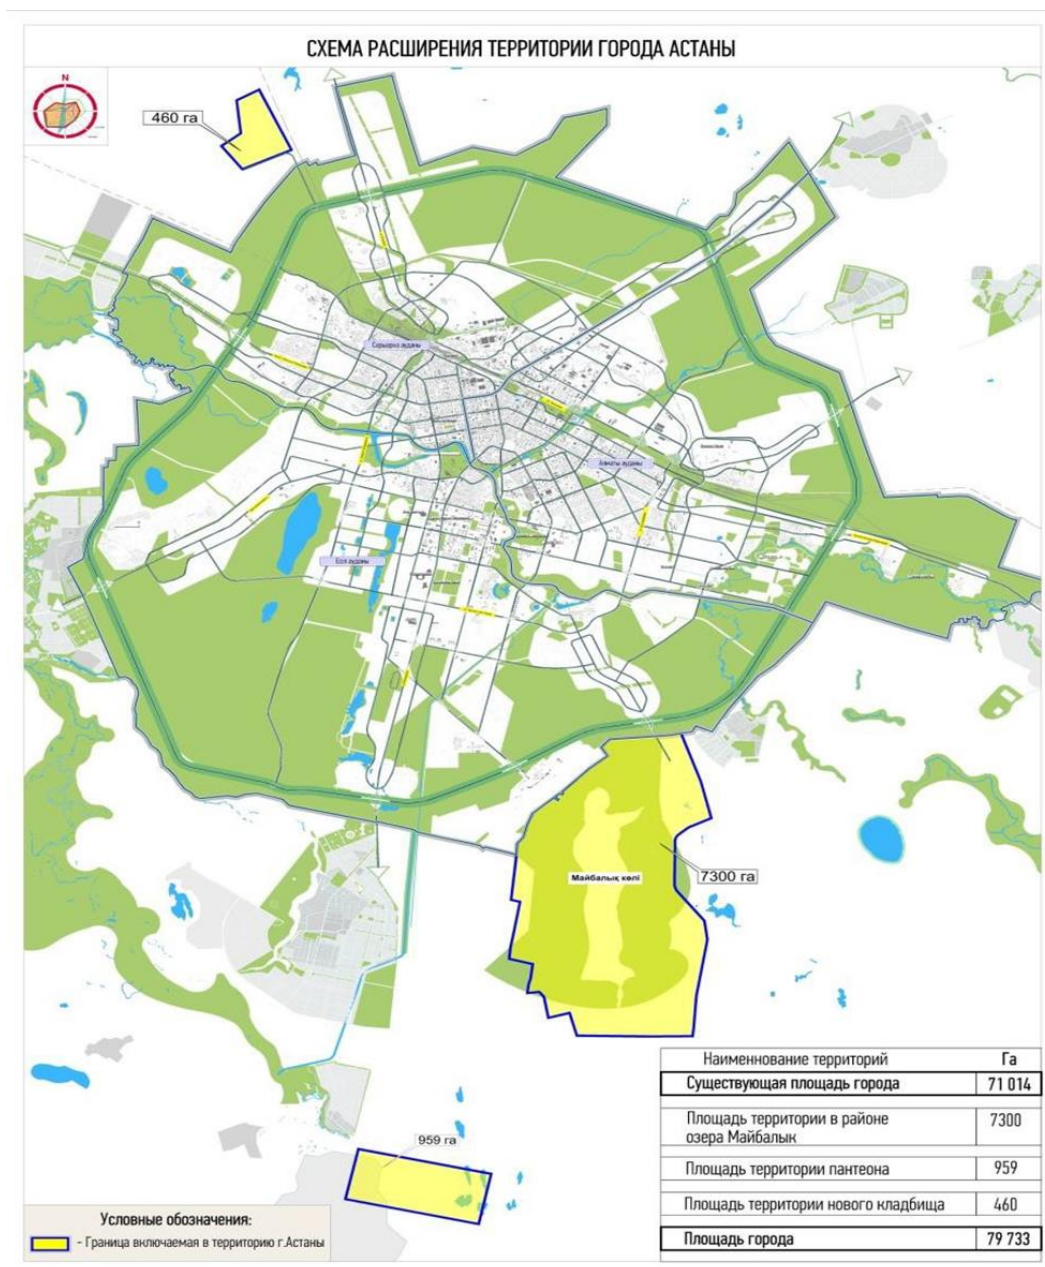 СХЕМА РАСШИРЕНИЯ ТЕРРИТОРИИ ГОРОДА АСТАНЫ
N
460 га
Сарыарқа ауданы
Алматы ауданы
Есіл ауданы
Майбалық көлі
7300 га
959 га
Наименнование территорий Га
Существующая площадь города 71 014
Площадь территории в районе 7300
озера Майбалык
Площадь территории пантеона 959
Площадь территории нового кладбища 460
Площадь города 79 733
Условные обозначения:
- Граница включаемая в территорию г.Астаны